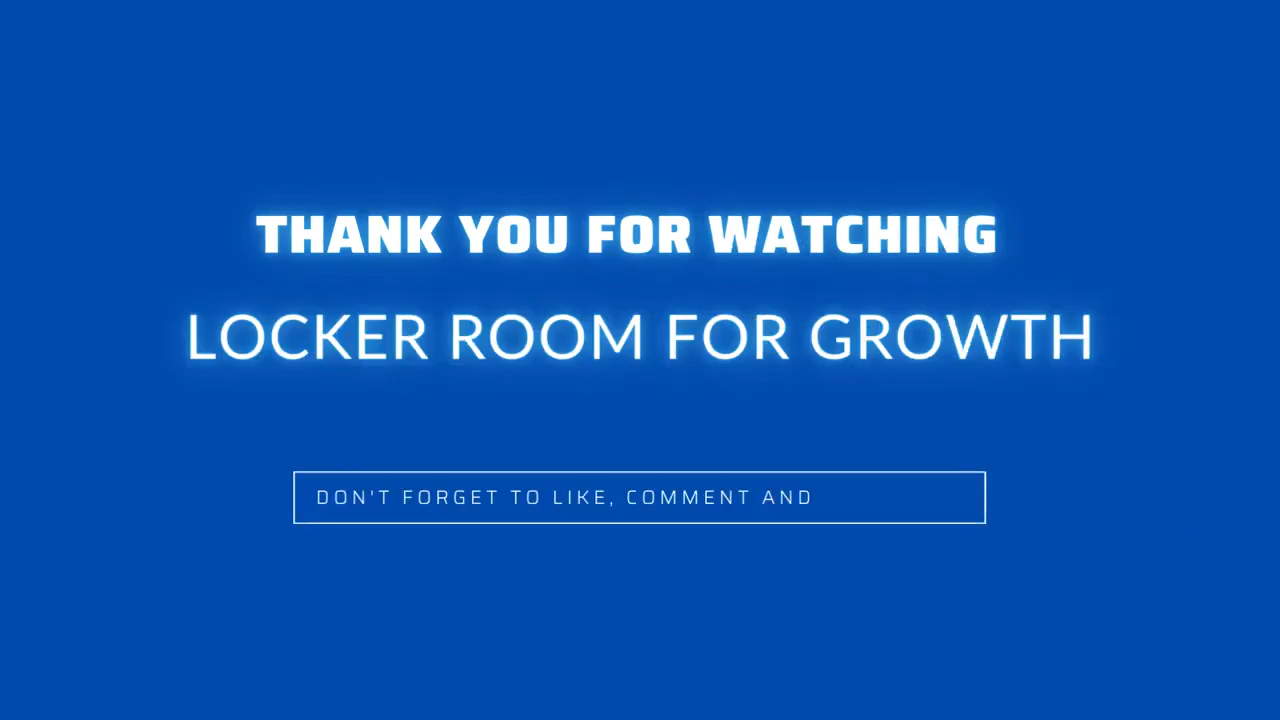 THANK YOU FOR WATCHING
LOCKER ROOM FOR GROWTH
DON'T FORGET TO LIKE, COMMENT AND